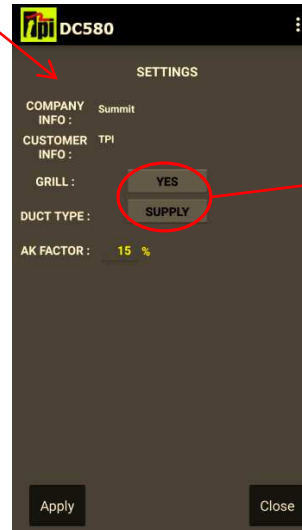 tpi DC580
SETTINGS
COMPANY INFO : Summit
CUSTOMER INFO : TPI
GRILL : YES
DUCT TYPE : SUPPLY
AK FACTOR : 15 %
Apply Close